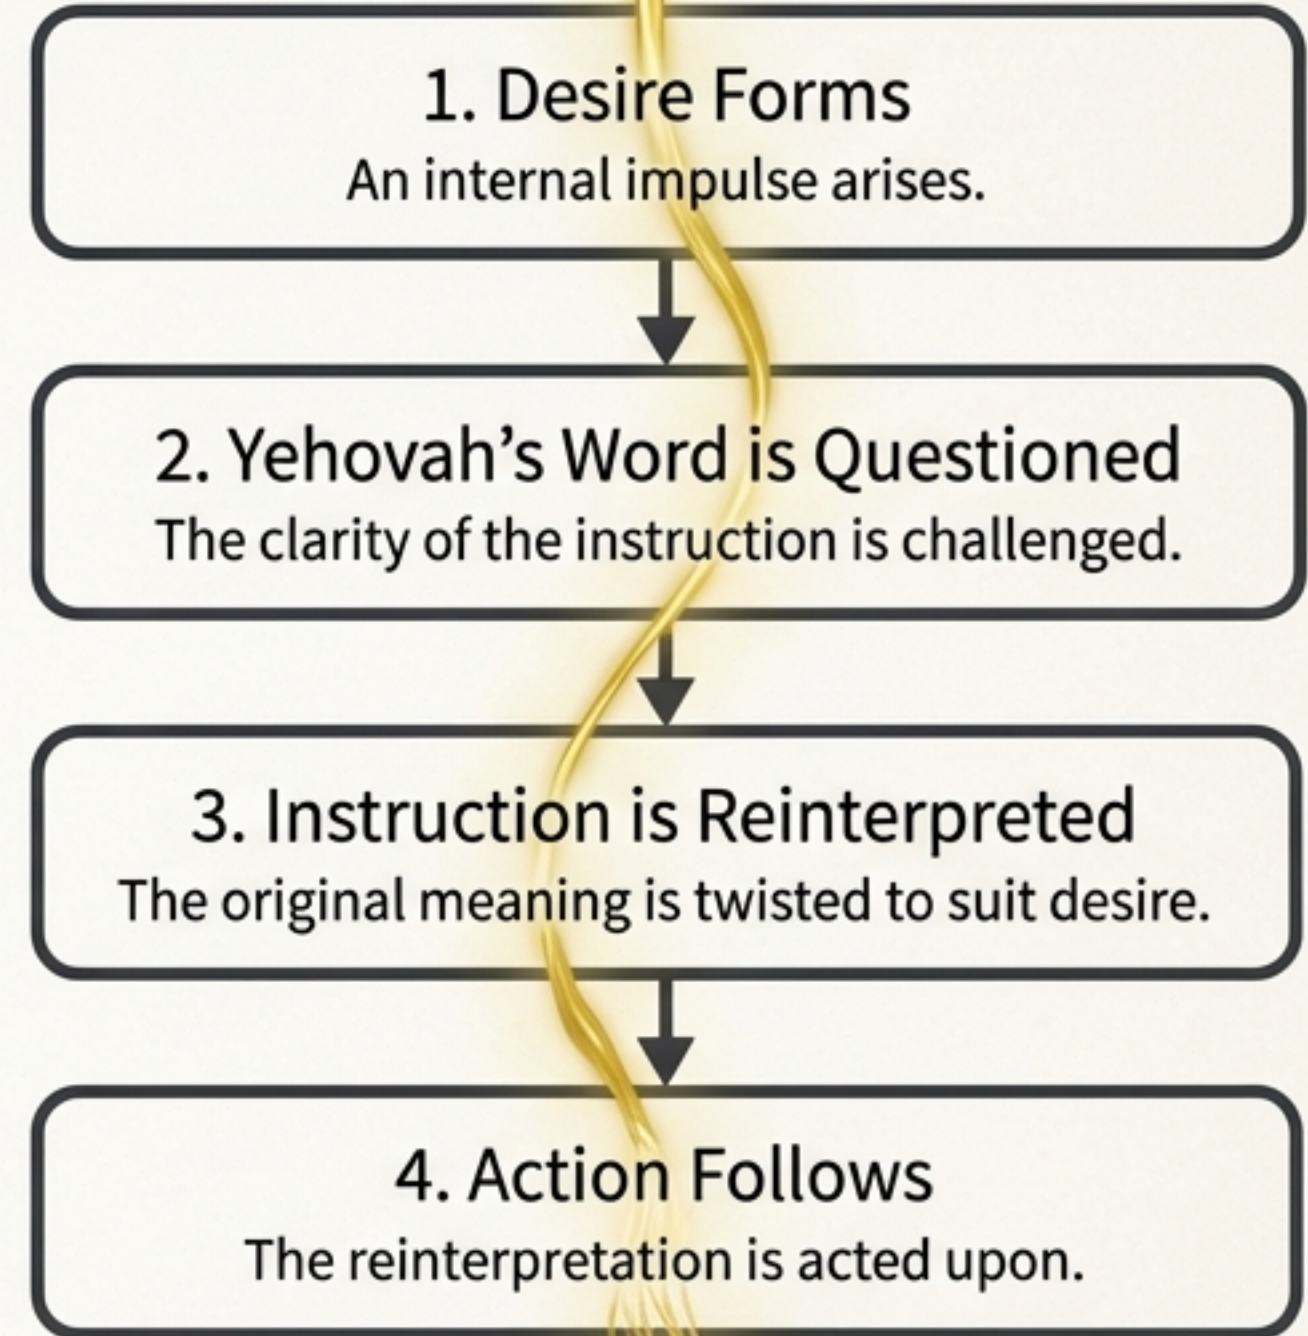 1. Desire Forms
An internal impulse arises.
2. Yehovah’s Word is Questioned
The clarity of the instruction is challenged.
3. Instruction is Reinterpreted
The original meaning is twisted to suit desire.
4. Action Follows
The reinterpretation is acted upon.